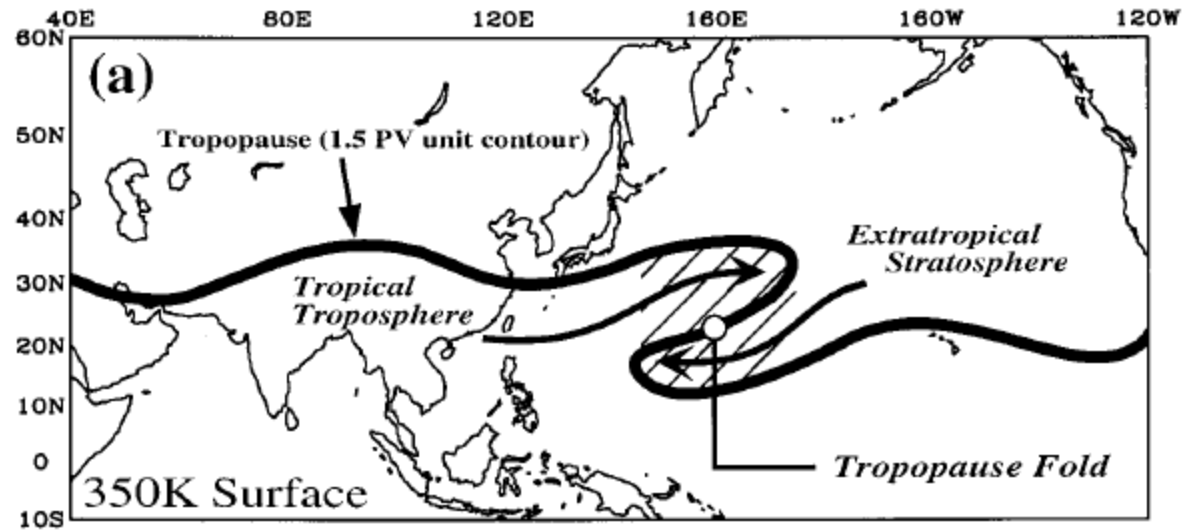 40E 80E 120E 160E 160W 120W
60N
(a)
50N
Tropopause (1.5 PV unit contour)
40N
Extratropical
Stratosphere
30N
Tropical
Troposphere
20N
10N
0
Tropopause Fold
350K Surface
10S